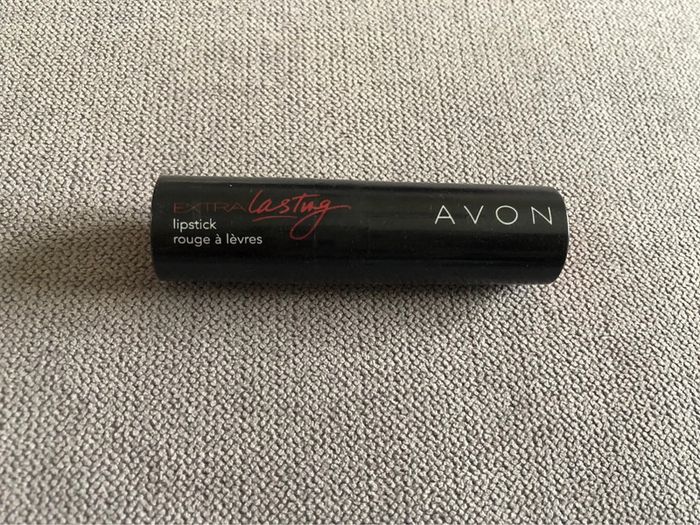 EXTRA Lasting
lipstick
rouge à lèvres
AVON